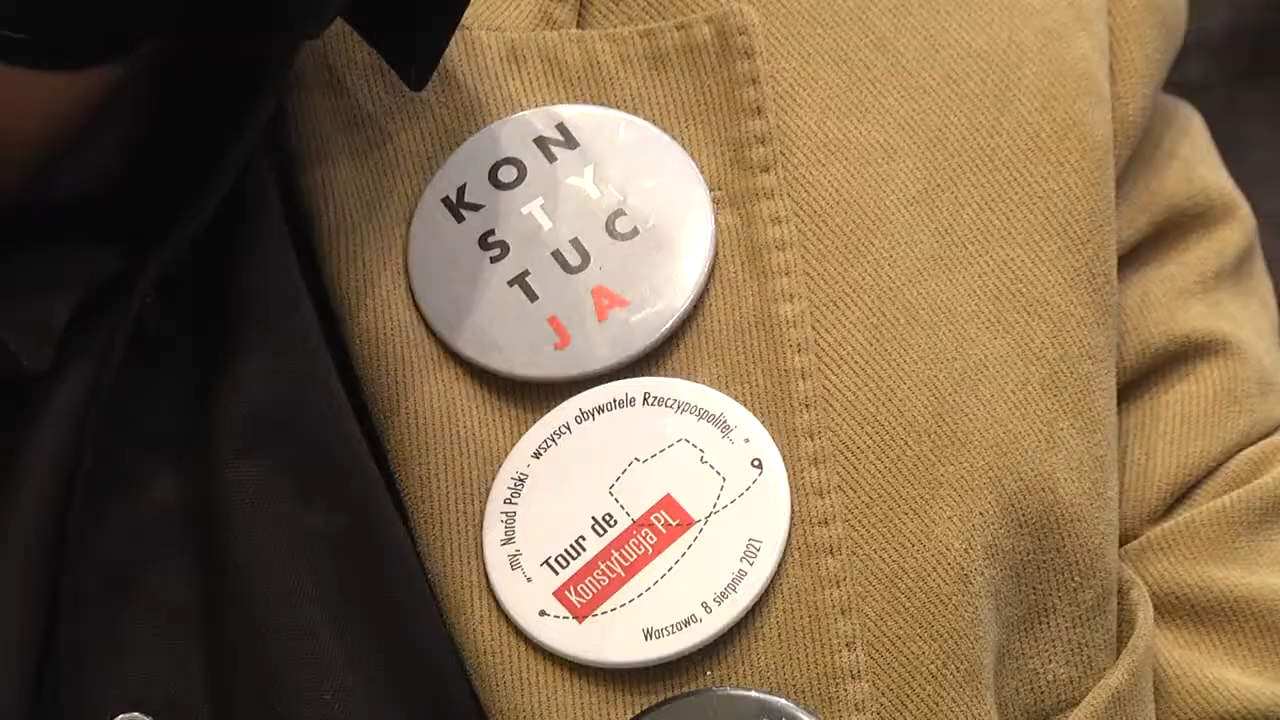 KON
STY
TUC
JA
„...my, Naród Polski - wszyscy obywatele Rzeczypospolitej..."
Tour de
Konstytucja PL
Warszawa, 8 sierpnia 2021